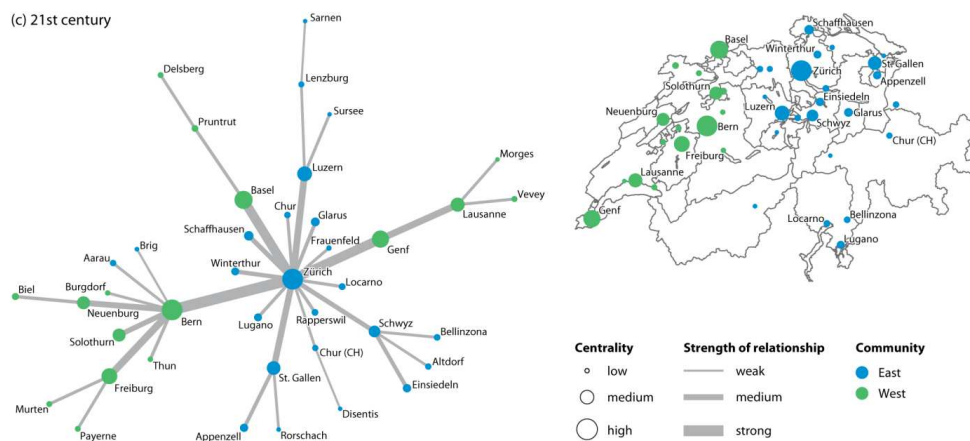 (c) 21st century
Sarnen
Delsberg
Lenzburg
Sursee
Pruntrut
Luzern
Morges
Basel
Vevey
Chur
Glarus
Lausanne
Schaffhausen
Frauenfeld
Genf
Brig
Winterthur
Zürich
Aarau
Locarno
Biel
Burgdorf
Neuenburg
Bern
Lugano
Rapperswil
Schwyz
Bellinzona
Solothurn
Chur (CH)
Thun
St. Gallen
Altdorf
Freiburg
Einsiedeln
Murten
Disentis
Payerne
Appenzell
Rorschach
Schaffhausen
Basel
Winterthur
St. Gallen
Zürich
Appenzell
Solothurn
Einsiedeln
Luzern
Glarus
Neuenburg
Schwyz
Bern
Chur (CH)
Freiburg
Lausanne
Genf
Locarno
Bellinzona
Lugano
Centrality
low
medium
high
Strength of relationship
weak
medium
strong
Community
East
West